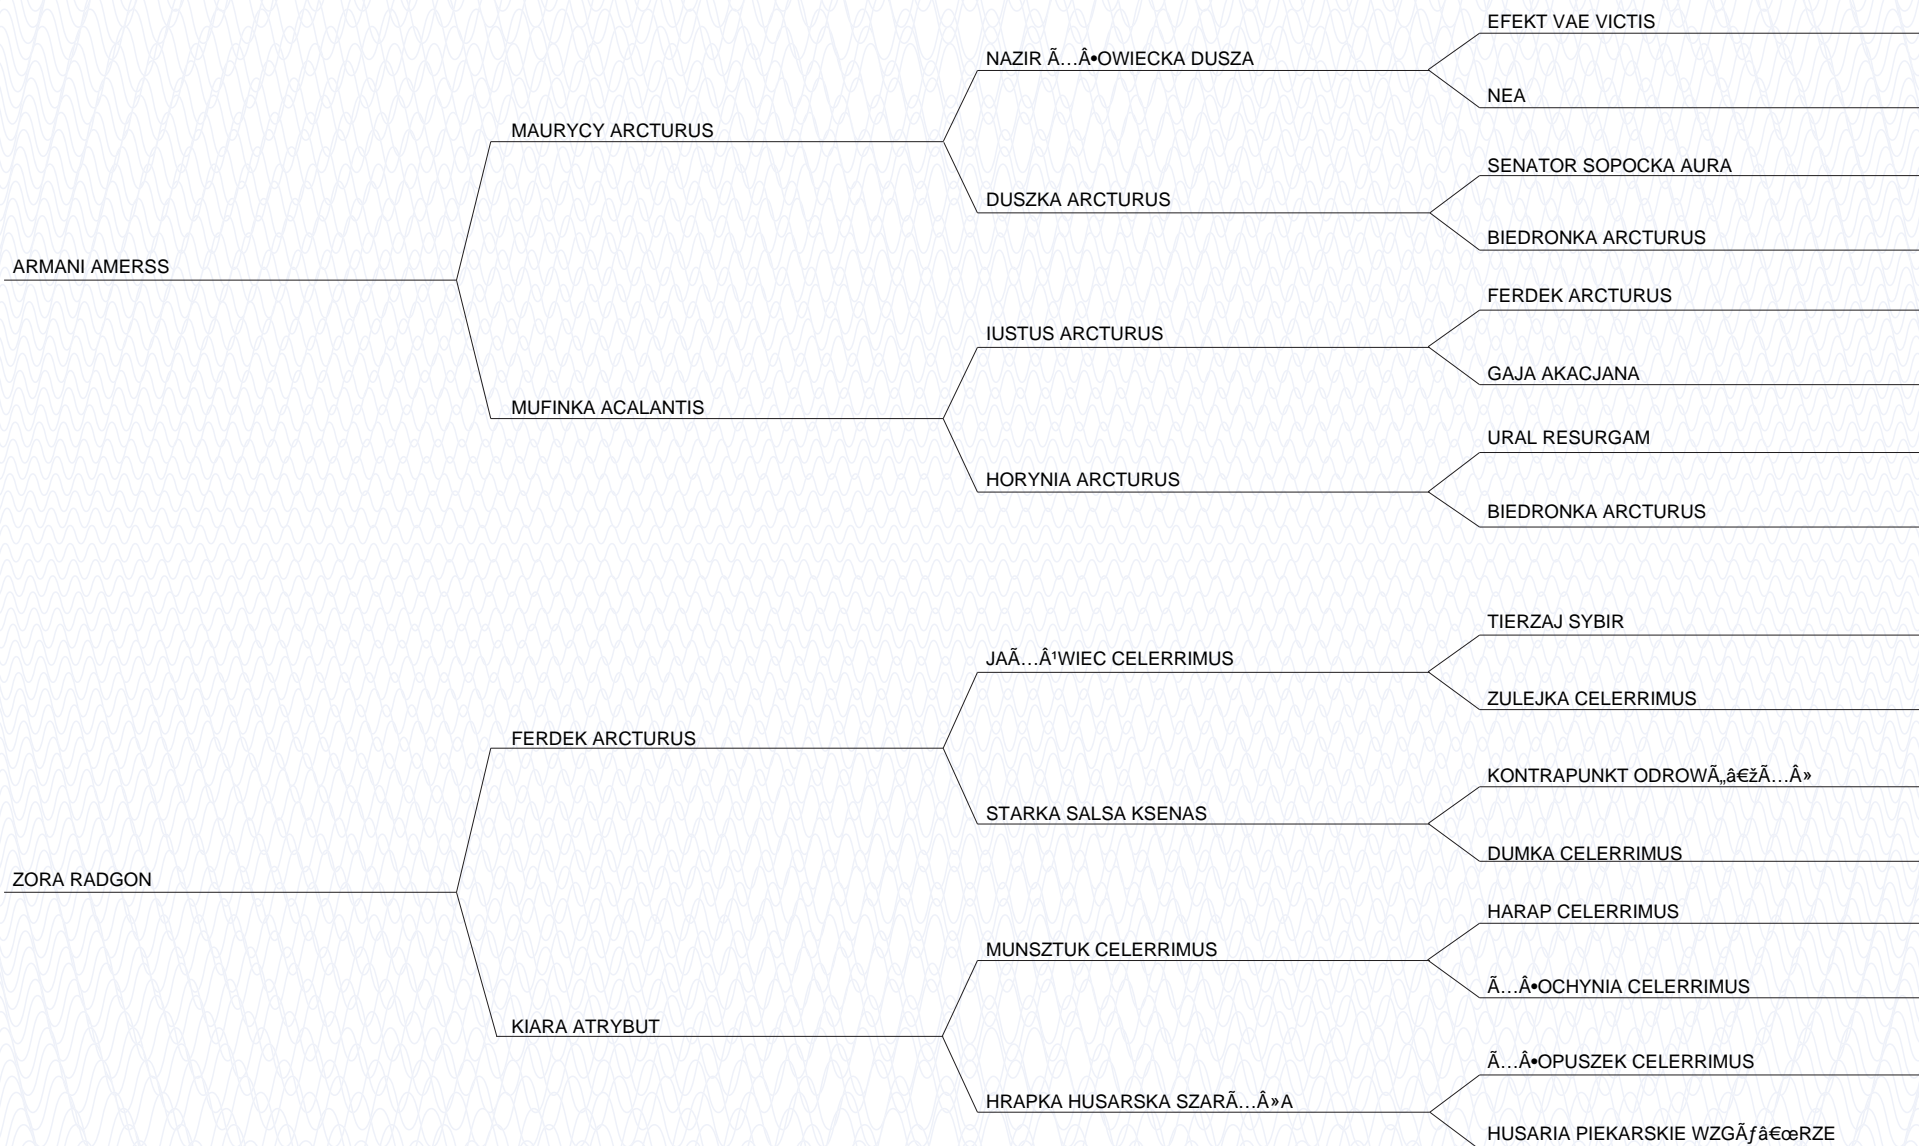 EFEKT VAE VICTIS
NAZIR Ã…Â•OWIECKA DUSZA
NEA
MAURYCY ARCTURUS
SENATOR SOPOCKA AURA
DUSZKA ARCTURUS
BIEDRONKA ARCTURUS
ARMANI AMERSS
FERDEK ARCTURUS
IUSTUS ARCTURUS
GAJA AKACJANA
MUFINKA ACALANTIS
URAL RESURGAM
HORYNIA ARCTURUS
BIEDRONKA ARCTURUS
TIERZAJ SYBIR
JAÃ…Â¹WIEC CELERRIMUS
ZULEJKA CELERRIMUS
FERDEK ARCTURUS
KONTRAPUNKT ODROWÃ„â€žÃ…Â»
STARKA SALSA KSENAS
DUMKA CELERRIMUS
ZORA RADGON
HARAP CELERRIMUS
MUNSZTUK CELERRIMUS
Ã…Â•OCHYNIA CELERRIMUS
KIARA ATRYBUT
Ã…Â•OPUSZEK CELERRIMUS
HRAPKA HUSARSKA SZARÃ…Â»A
HUSARIA PIEKARSKIE WZGÃƒâ€œRZE